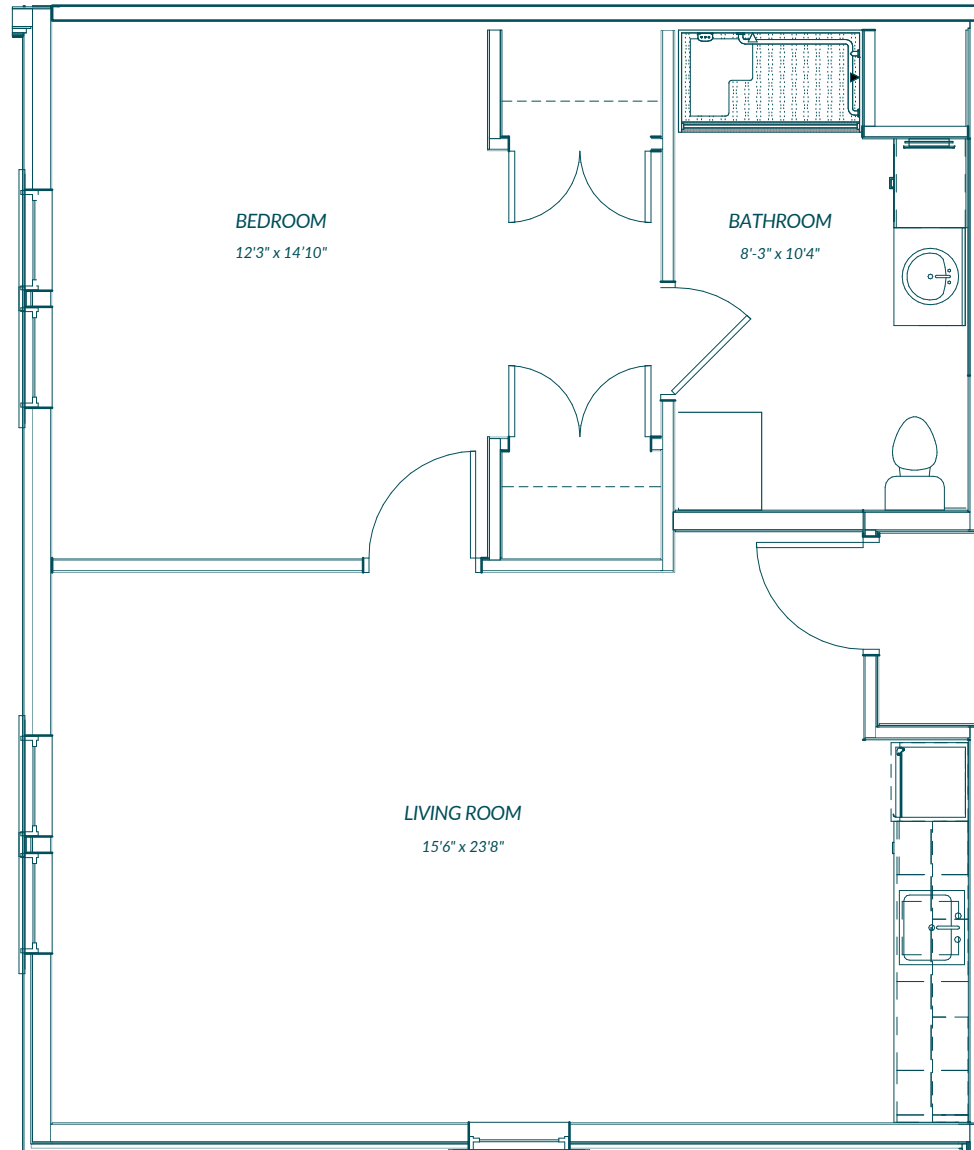 BEDROOM
12'3" x 14'10"
BATHROOM
8'-3" x 10'4"
LIVING ROOM
15'6" x 23'8"